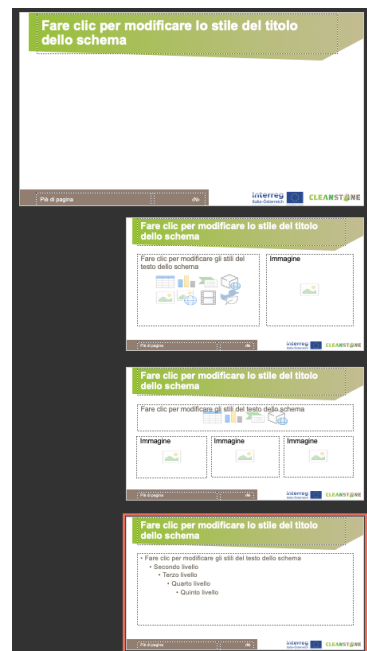 Fare clic per modificare lo stile del titolo
dello schema
Piè di pagina
‹N›
Interreg
Italia-Österreich
CLEANSTONE
Fare clic per modificare lo stile del titolo
dello schema
Fare clic per modificare gli stili del
testo dello schema
Immagine
Piè di pagina
‹N›
Interreg
CLEANSTONE
Fare clic per modificare lo stile del titolo
dello schema
Fare clic per modificare gli stili del testo dello schema
Immagine
Immagine
Immagine
Piè di pagina
‹N›
Interreg
CLEANSTONE
Fare clic per modificare lo stile del titolo
dello schema
• Fare clic per modificare gli stili del testo dello schema
• Secondo livello
• Terzo livello
• Quarto livello
• Quinto livello
Piè di pagina
‹N›
Interreg
CLEANSTONE